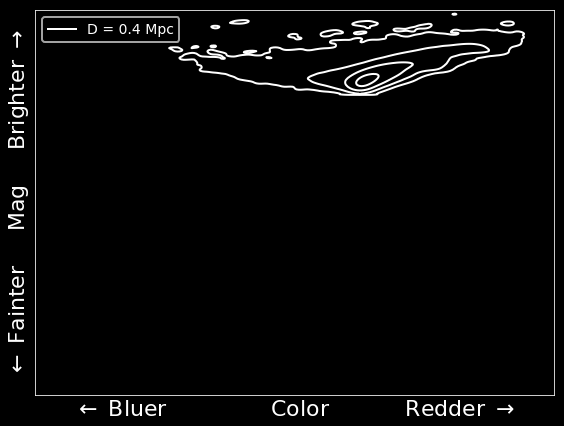 D = 0.4 Mpc
Brighter →
Mag
← Fainter
← Bluer
Color
Redder →